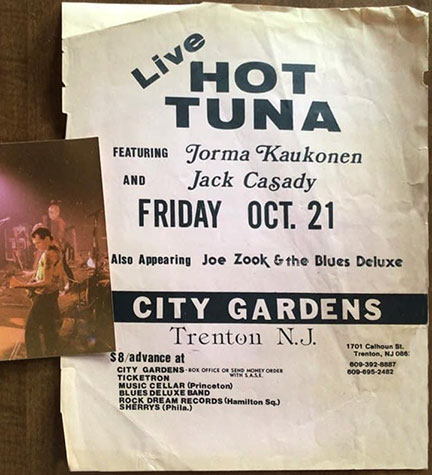 Live
HOT
TUNA
FEATURING Jorma Kaukonen
AND Jack Casady
FRIDAY OCT. 21
Also Appearing Joe Zook & the Blues Deluxe
CITY GARDENS
Trenton N.J.
1701 Calhoun St.
Trenton, NJ
609-392-8887
609-695-2482
$8/advance at
CITY GARDENS - BOX OFFICE OR SEND MONEY ORDER
WITH S.A.S.E.
TICKETRON
MUSIC CELLAR (Princeton)
BLUES DELUXE BAND
ROCK DREAM RECORDS (Hamilton Sq.)
SHERRYS (Phila.)